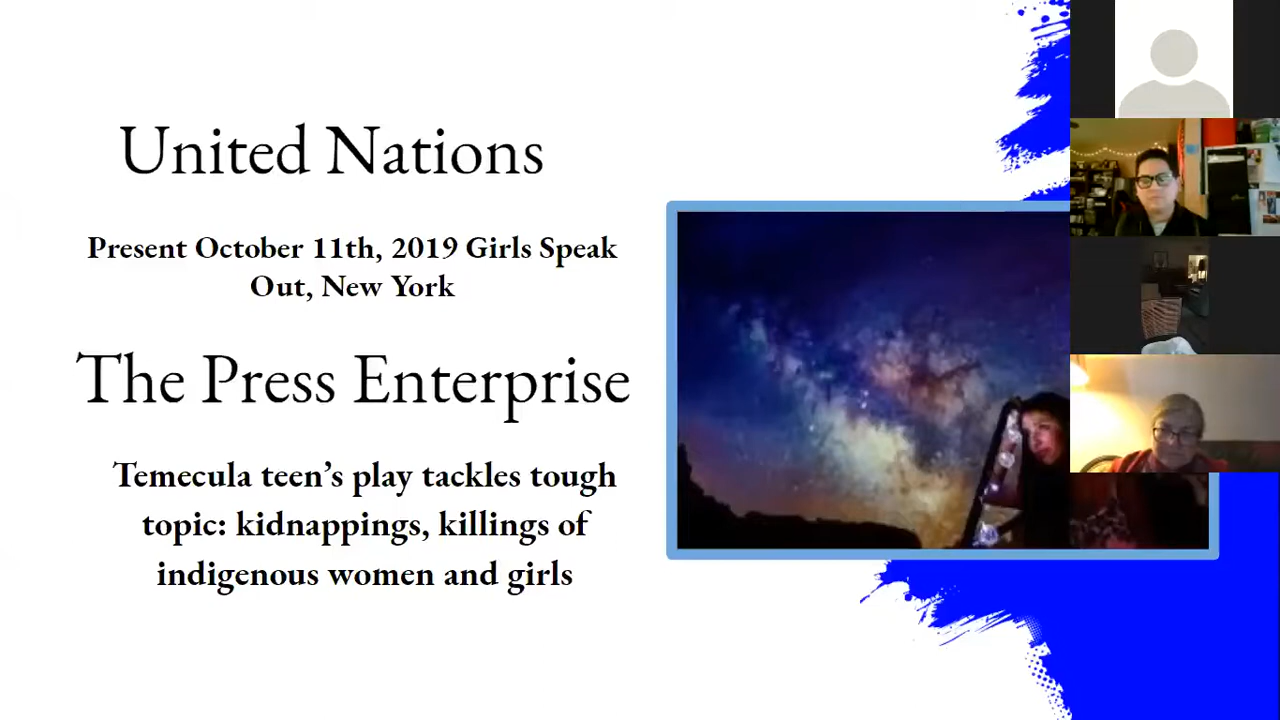 United Nations
Present October 11th, 2019 Girls Speak
Out, New York
The Press Enterprise
Temecula teen’s play tackles tough
topic: kidnappings, killings of
indigenous women and girls